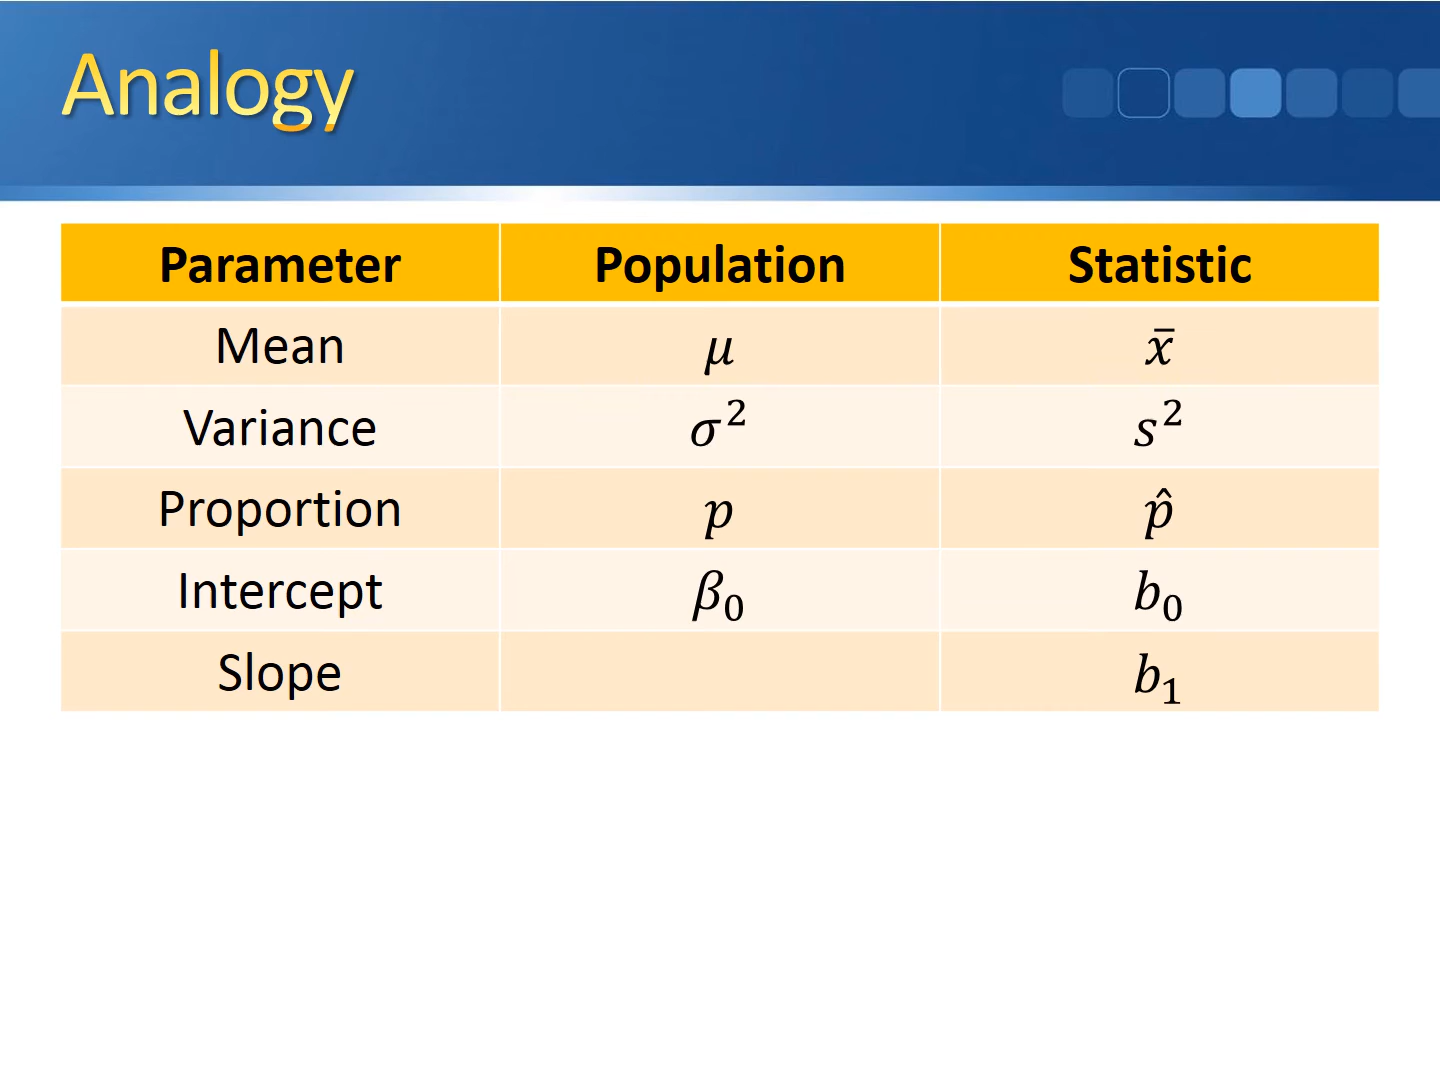 Analogy
Parameter Population Statistic
Mean μ x̄
Variance σ² s²
Proportion p p̂
Intercept β₀ b₀
Slope b₁